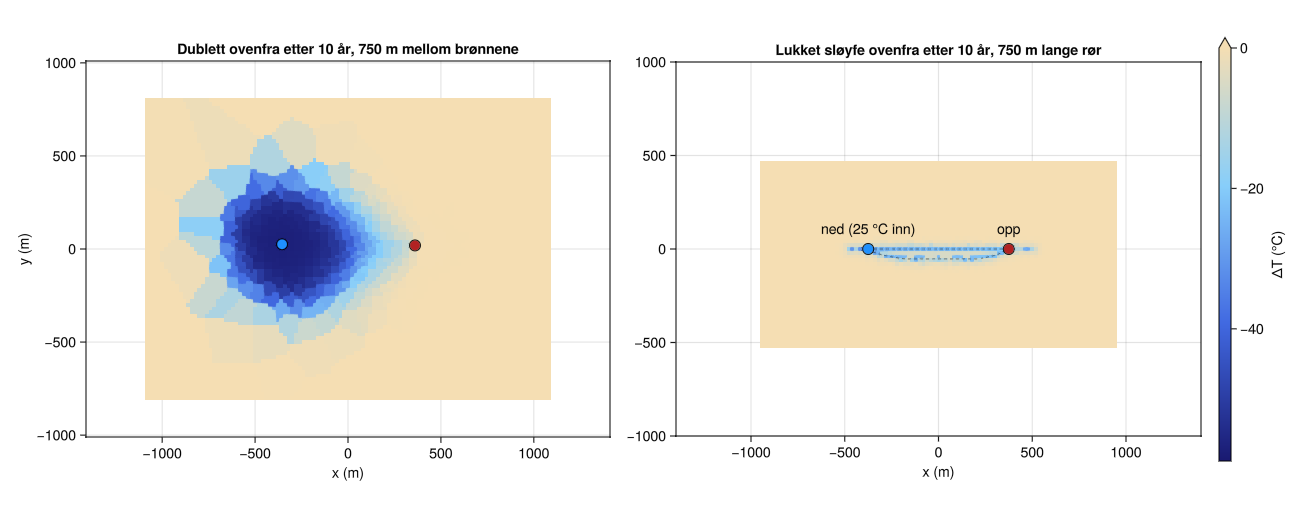 Dublett ovenfra etter 10 år, 750 m mellom brønnene
1000
500
0
−500
−1000
y (m)
−1000
−500
0
500
1000
x (m)
Lukket sløyfe ovenfra etter 10 år, 750 m lange rør
1000
500
0
−500
−1000
ned (25 °C inn)
opp
−1000
−500
0
500
1000
x (m)
0
−20
−40
ΔT (°C)